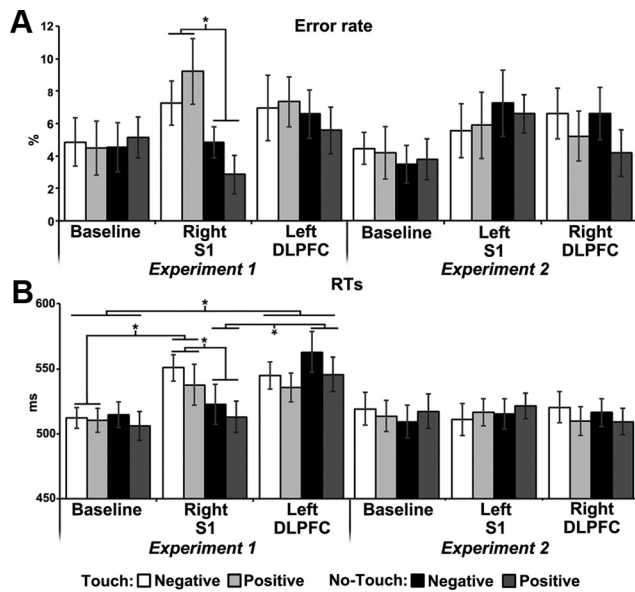 A
Error rate
*
12
10
8
6
4
2
0
%
Baseline Right S1 Left DLPFC Baseline Left S1 Right DLPFC
Experiment 1 Experiment 2
B
RTs
*
*
*
*
600
550
500
450
ms
Baseline Right S1 Left DLPFC Baseline Left S1 Right DLPFC
Experiment 1 Experiment 2
Touch: Negative Positive No-Touch: Negative Positive